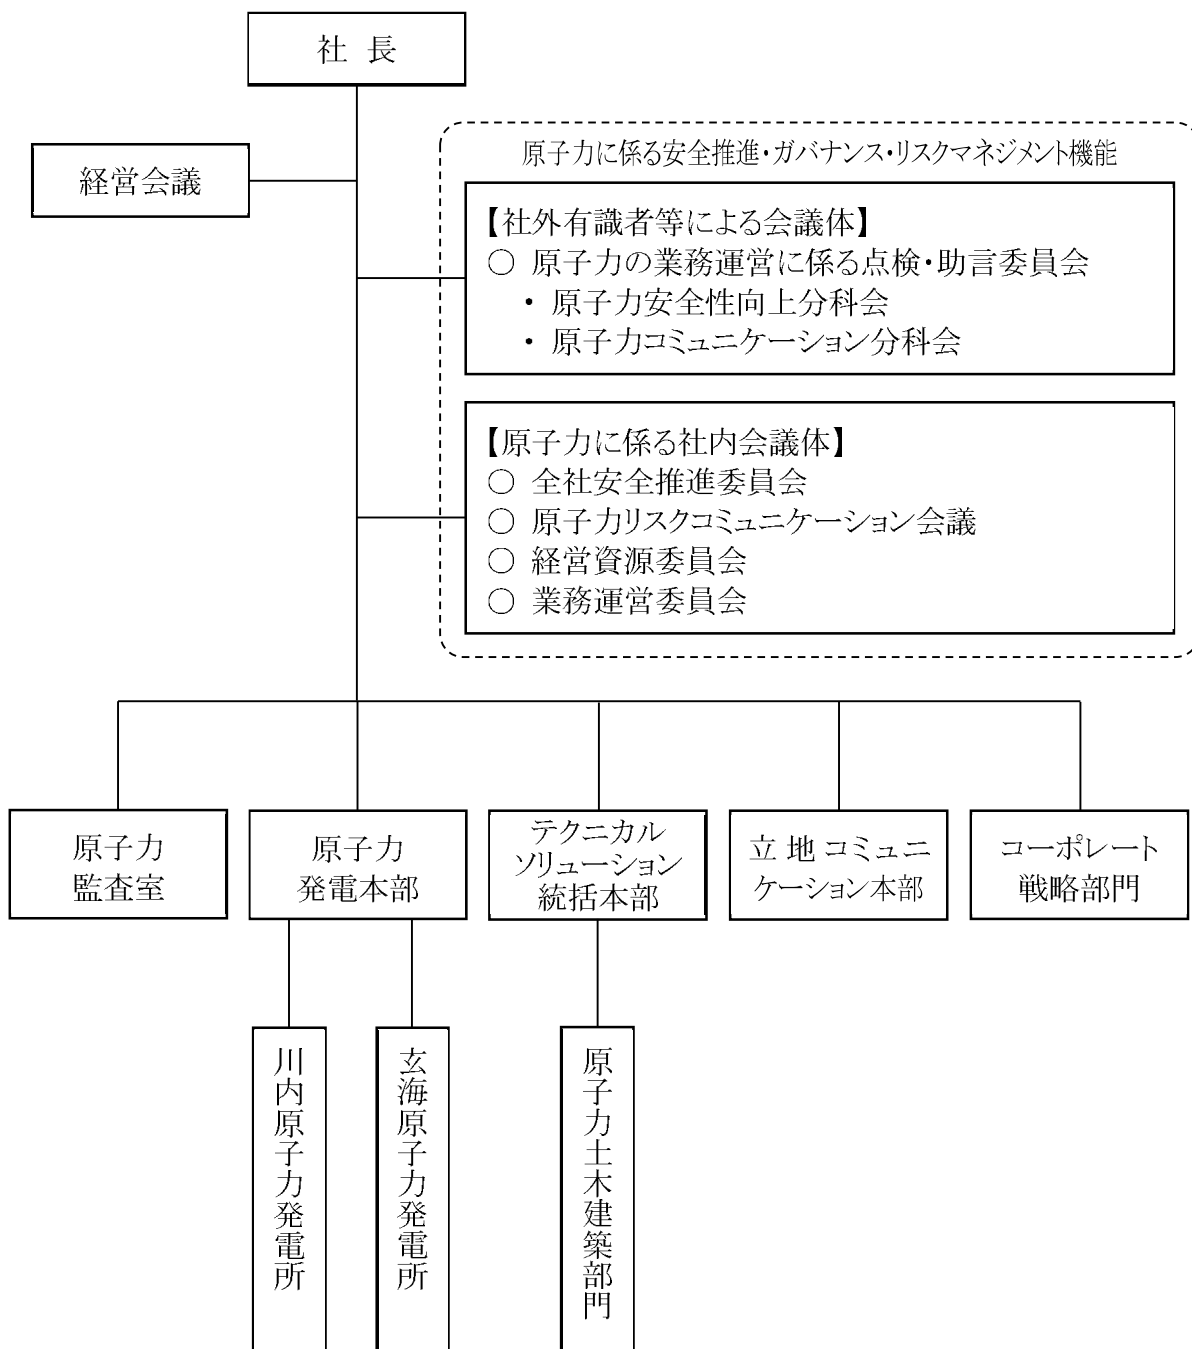 社 長
経営会議
原子力に係る安全推進・ガバナンス・リスクマネジメント機能
【社外有識者等による会議体】
○ 原子力の業務運営に係る点検・助言委員会
・ 原子力安全性向上分科会
・ 原子力コミュニケーション分科会
【原子力に係る社内会議体】
○ 全社安全推進委員会
○ 原子力リスクコミュニケーション会議
○ 経営資源委員会
○ 業務運営委員会
原子力
監査室
原子力
発電本部
テクニカル
ソリューション
統括本部
立地コミュニ
ケーション本部
コーポレート
戦略部門
川内原子力発電所
玄海原子力発電所
原子力土木建築部門